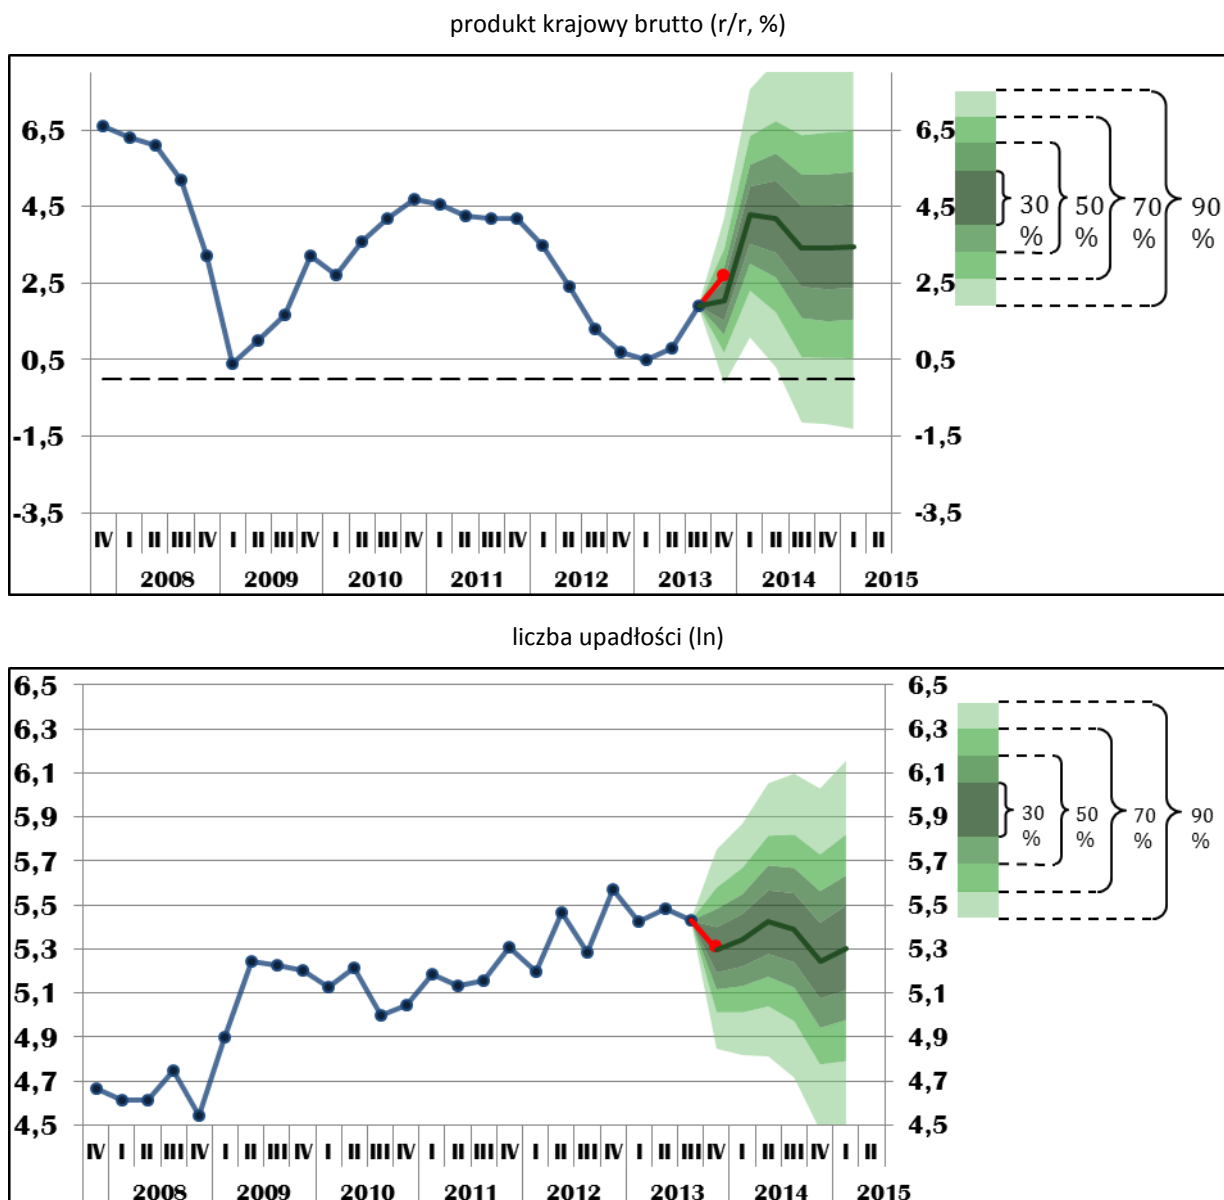 produkt krajowy brutto (r/r, %)
6,5 6,5
4,5 4,5
2,5 2,5
0,5 0,5
-1,5 -1,5
-3,5 -3,5
30 % 50 % 70 % 90 %
IV I II III IV I II III IV I II III IV I II III IV I II III IV I II III IV I II III IV I II
2008 2009 2010 2011 2012 2013 2014 2015
liczba upadłości (ln)
6,5 6,5
6,3 6,3
6,1 6,1
5,9 5,9
5,7 5,7
5,5 5,5
5,3 5,3
5,1 5,1
4,9 4,9
4,7 4,7
4,5 4,5
30 % 50 % 70 % 90 %
IV I II III IV I II III IV I II III IV I II III IV I II III IV I II III IV I II III IV I II
2008 2009 2010 2011 2012 2013 2014 2015